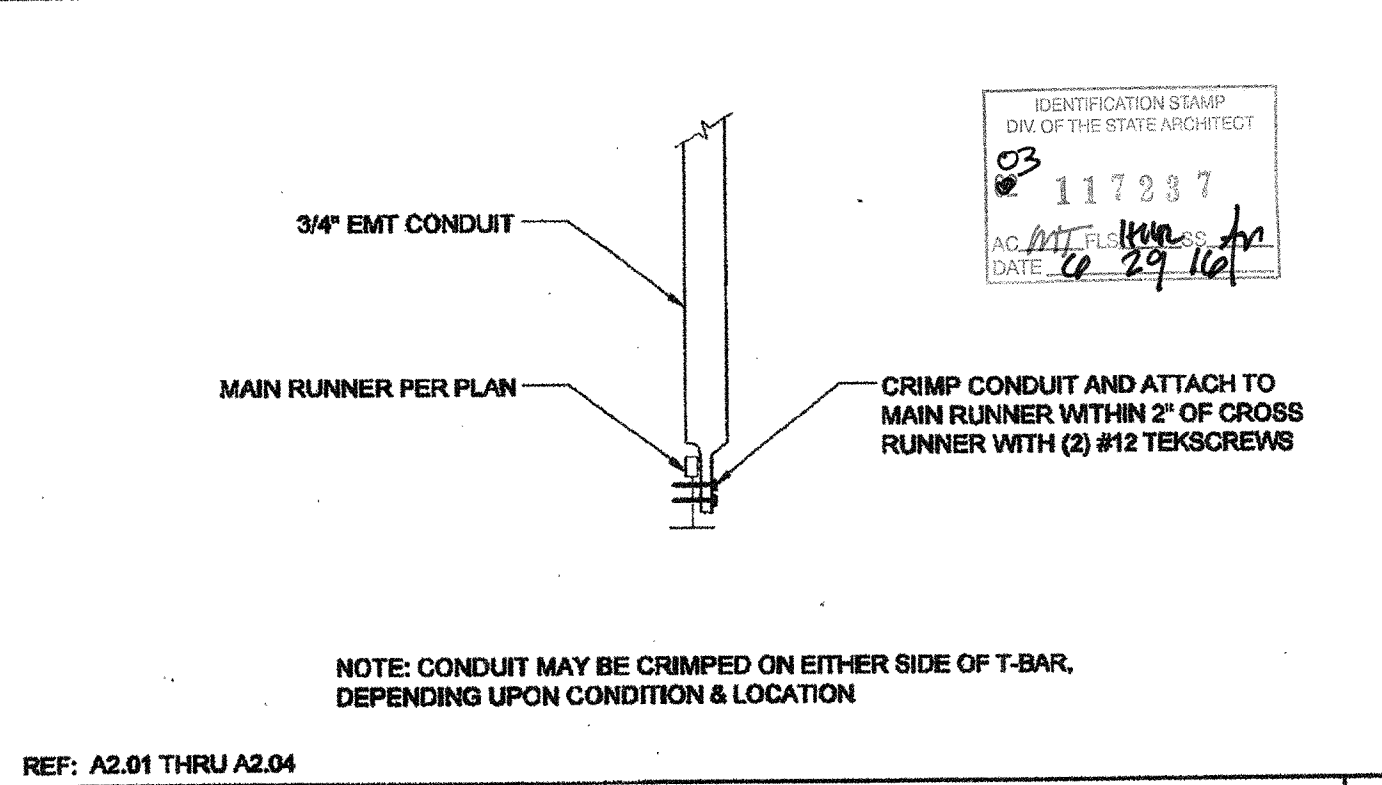 IDENTIFICATION STAMP
DIV. OF THE STATE ARCHITECT
03
117237
AC MT FLS SS
DATE 6 29 16
3/4" EMT CONDUIT
MAIN RUNNER PER PLAN
CRIMP CONDUIT AND ATTACH TO
MAIN RUNNER WITHIN 2" OF CROSS
RUNNER WITH (2) #12 TEKSCREWS
NOTE: CONDUIT MAY BE CRIMPED ON EITHER SIDE OF T-BAR,
DEPENDING UPON CONDITION & LOCATION
REF: A2.01 THRU A2.04